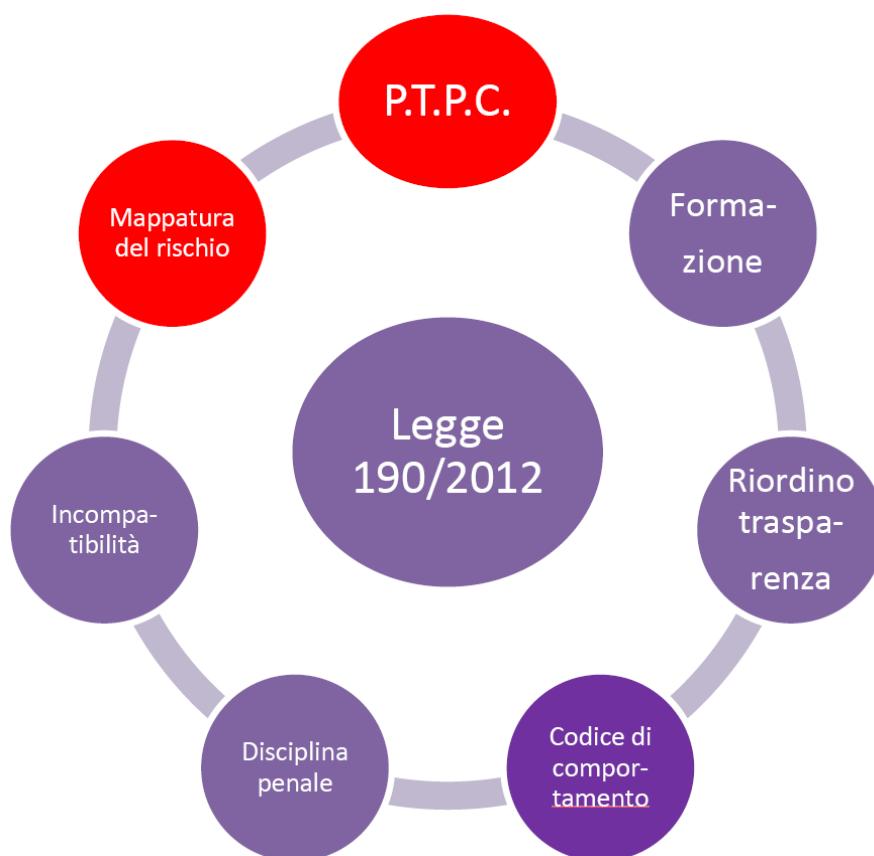 P.T.P.C.
Forma-
zione
Riordino
traspa-
renza
Codice di
compor-
tamento
Disciplina
penale
Incompa-
tibilità
Mappatura
del rischio
Legge
190/2012